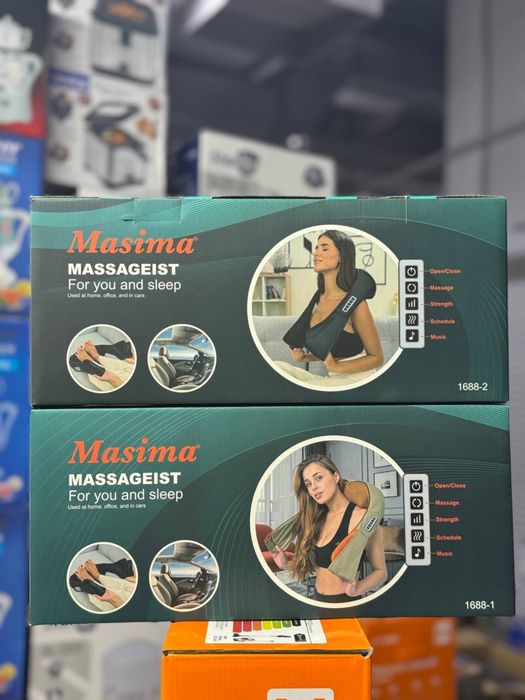 Masima®
MASSAGEIST
For you and sleep
Used at home, office, and in cars
Open/Close
Massage
Strength
Schedule
Music
1688-2
Masima®
MASSAGEIST
For you and sleep
Used at home, office, and in cars
Open/Close
Massage
Strength
Schedule
Music
1688-1